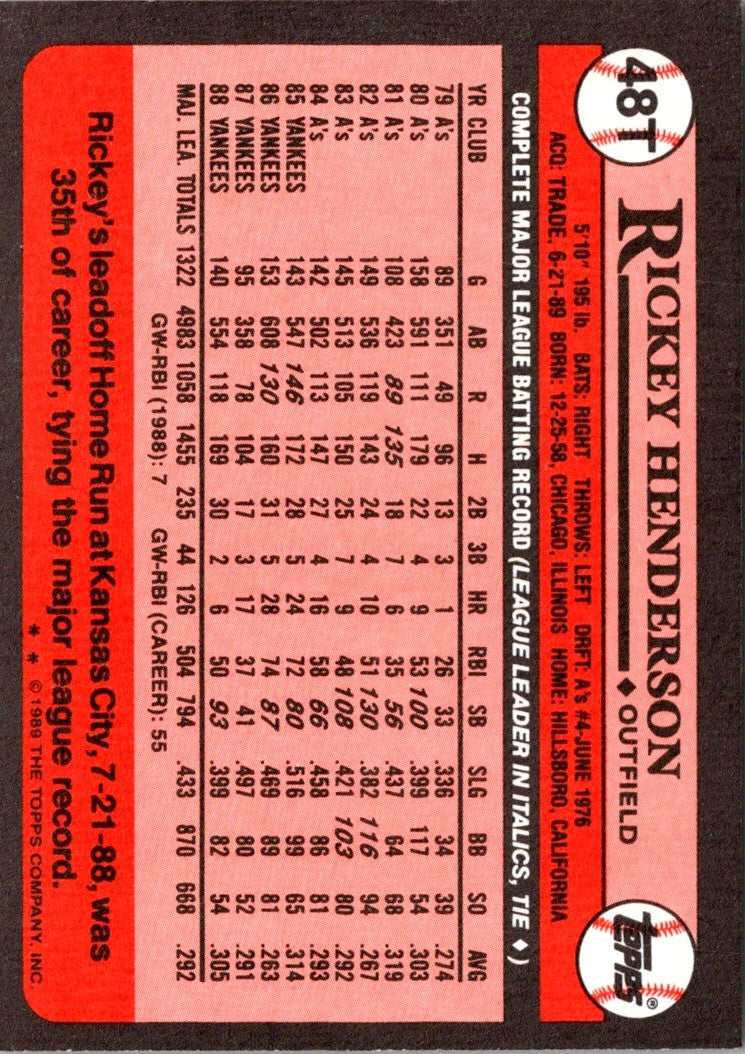 48T
RICKEY HENDERSON ♦ OUTFIELD
topps®
5'10" 195 lb. BATS: RIGHT THROWS: LEFT DRFT: A's #4-JUNE 1976
ACQ: TRADE, 6-21-89 BORN: 12-25-58, CHICAGO, ILLINOIS HOME: HILLSBORO, CALIFORNIA
COMPLETE MAJOR LEAGUE BATTING RECORD (LEAGUE LEADER IN ITALICS, TIE ♦)
YR CLUB G AB R H 2B 3B HR RBI SB SLG BB SO AVG
79 A's 89 351 49 96 13 3 1 26 33 .336 34 39 .274
80 A's 158 591 111 179 22 4 9 53 100 .399 117 54 .303
81 A's 108 423 89 135 18 7 6 35 56 .437 64 68 .319
82 A's 149 536 119 143 24 4 10 51 130 .382 116 94 .267
83 A's 145 513 105 150 25 7 9 48 108 .421 103 80 .292
84 A's 142 502 113 147 27 4 16 58 66 .458 86 81 .293
85 YANKEES 143 547 146 172 28 5 24 72 80 .516 99 65 .314
86 YANKEES 153 608 130 160 31 5 28 74 87 .469 89 81 .263
87 YANKEES 95 358 78 104 17 3 17 37 41 .497 80 52 .291
88 YANKEES 140 554 118 169 30 2 6 50 93 .399 82 54 .305
MAJ. LEA. TOTALS 1322 4983 1058 1455 235 44 126 504 794 .433 870 668 .292
GW-RBI (1988): 7 GW-RBI (CAREER): 55
Rickey's leadoff Home Run at Kansas City, 7-21-88, was
35th of career, tying the major league record.
* * © 1989 THE TOPPS COMPANY, INC.